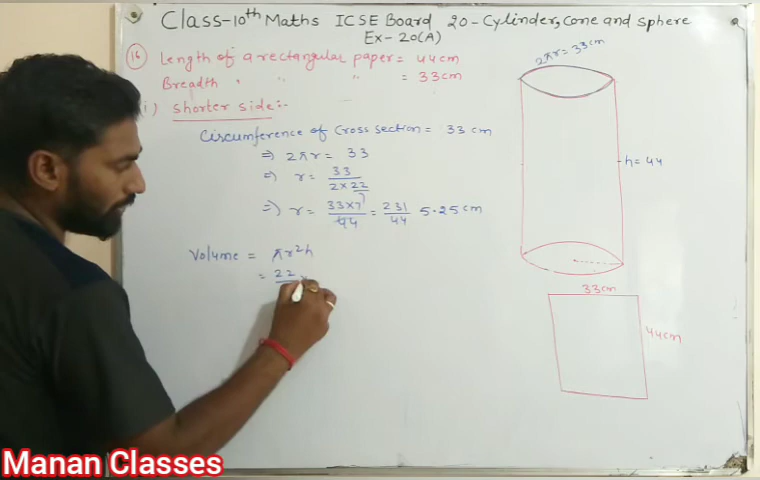 Class-10th Maths ICSE Board 20-Cylinder, Cone and Sphere
Ex-20(A)
(16) Length of a rectangular paper = 44cm
Breadth " " " = 33cm
i) Shorter side:-
Circumference of Cross section = 33 cm
⇒ 2πr = 33
⇒ r = 33/(2×22/7)
⇒ r = (33×7)/44 = 231/44 5.25cm
Volume = πr²h
= 22
2πr = 33cm
h = 44
33cm
44cm
Manan Classes